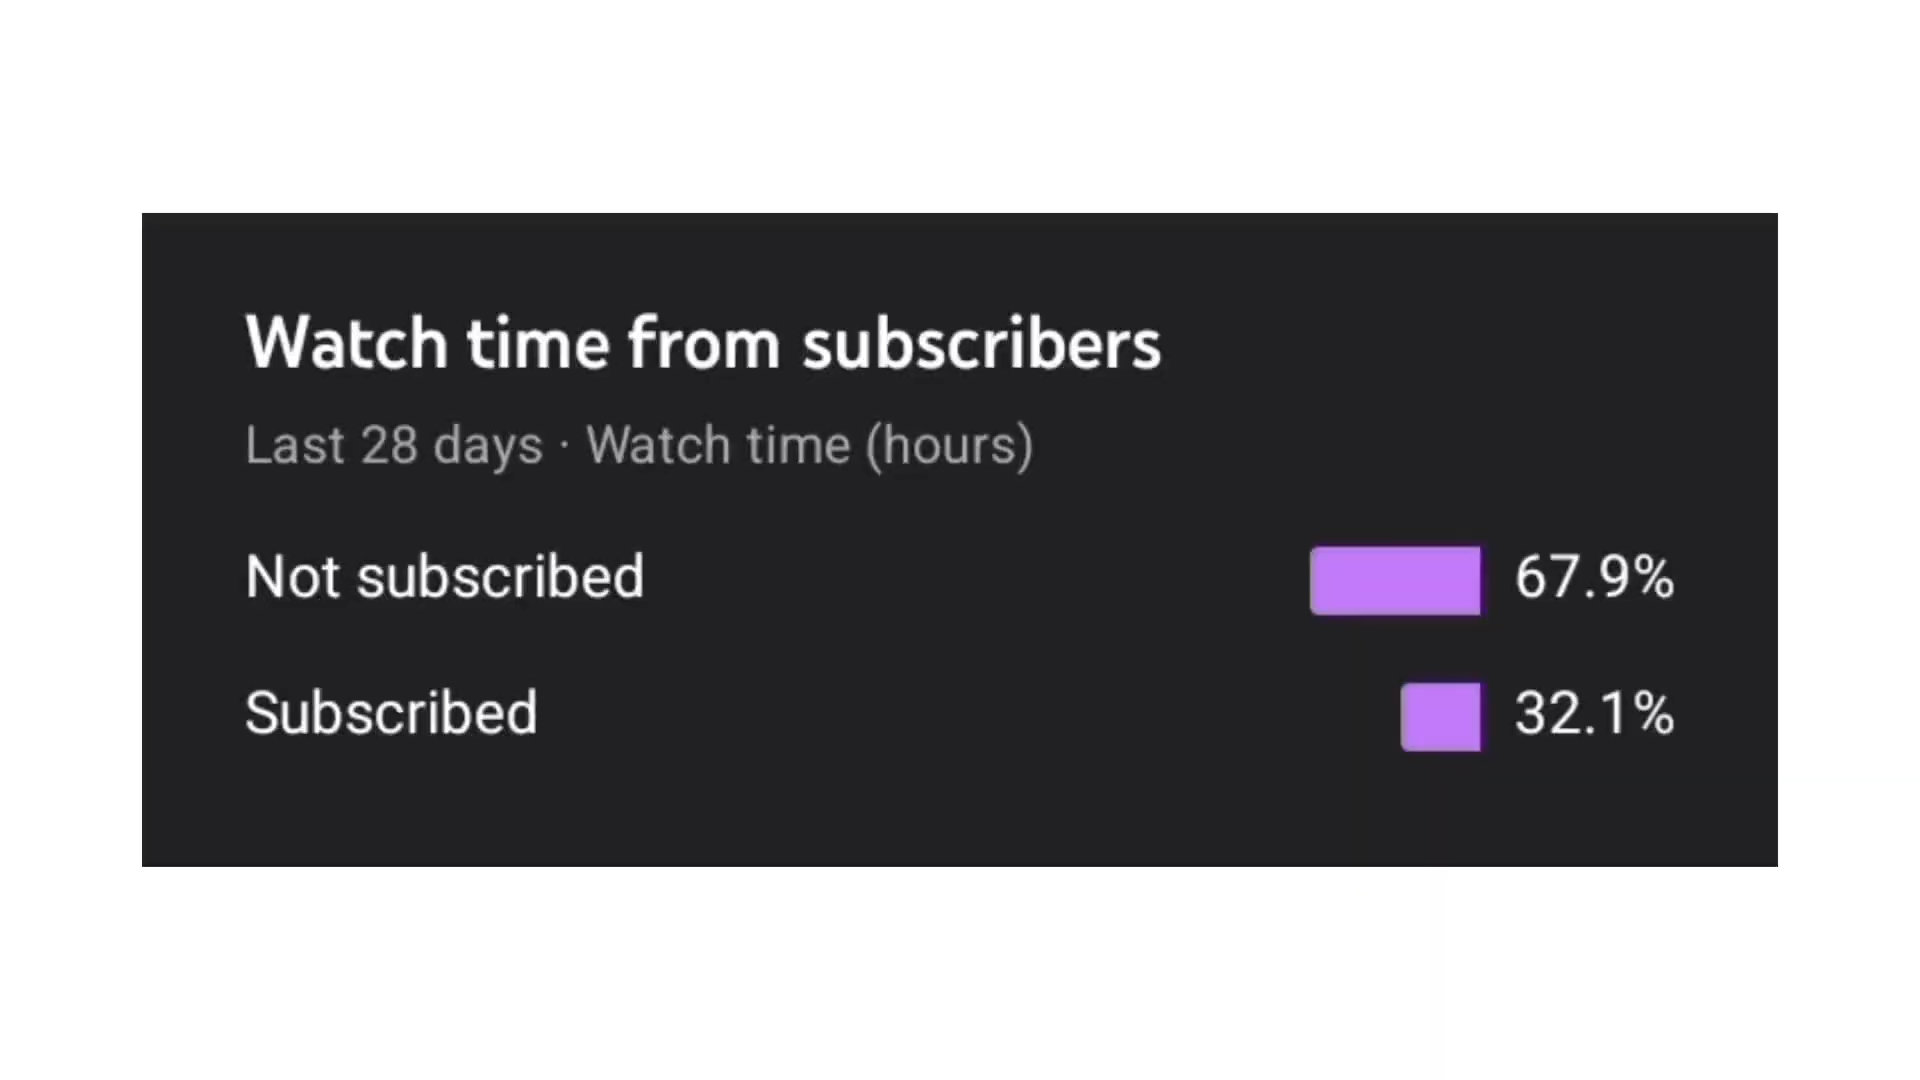 Watch time from subscribers
Last 28 days · Watch time (hours)
Not subscribed 67.9%
Subscribed 32.1%